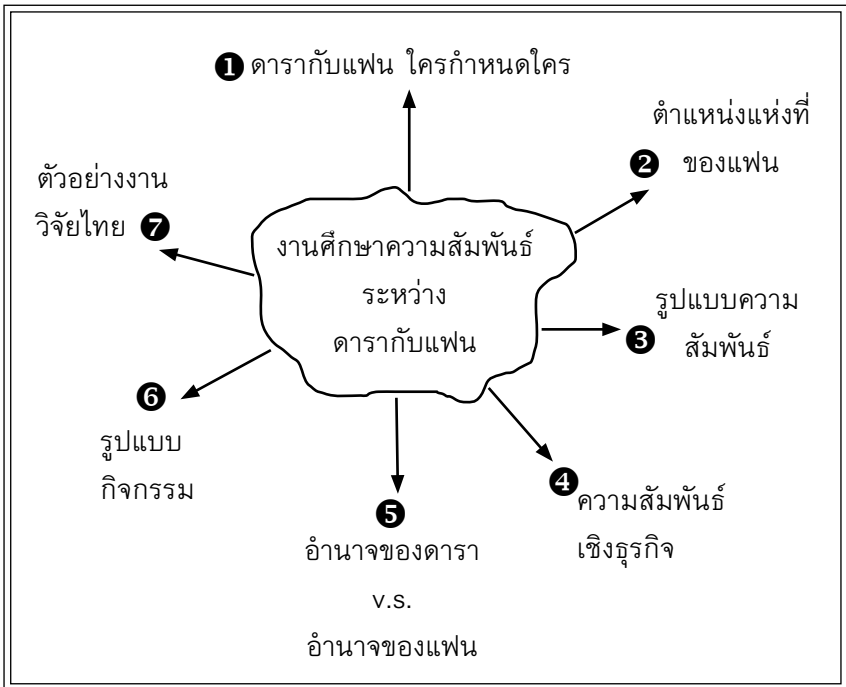 ❶ ดารากับแฟน ใครกำหนดใคร
ตำแหน่งแห่งที่
❷ ของแฟน
รูปแบบความ
❸ สัมพันธ์
❹ ความสัมพันธ์
เชิงธุรกิจ
❺
อำนาจของดารา
v.s.
อำนาจของแฟน
❻
รูปแบบ
กิจกรรม
ตัวอย่างงาน
วิจัยไทย ❼
งานศึกษาความสัมพันธ์
ระหว่าง
ดารากับแฟน